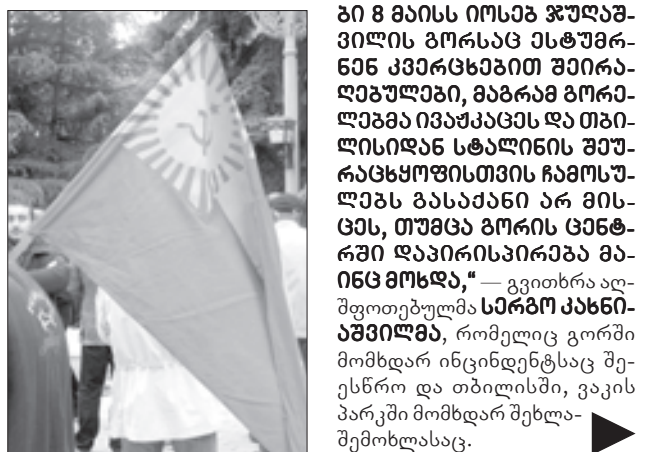 ბი 8 მაისს იოსებ ჯუღაშ-
ვილის გორსაც ესტუმრ-
ნენ კვერცხებით შეირა-
ღებულები, მაგრამ გორე-
ლებმა ივაჟკაცეს და თბი-
ლისიდან სტალინის შეუ-
რაცხყოფისთვის ჩამოსუ-
ლებს გასაქანი არ მის-
ცეს, თუმცა გორის ცენტ-
რში დაპირისპირება მა-
ინც მოხდა,“ — გვითხრა აღ-
შფოთებულმა სერგო კახნი-
აშვილმა, რომელიც გორში
მომხდარ ინცინდენტსაც შე-
ესწრო და თბილისში, ვაკის
პარკში მომხდარ შეხლა-
შემოხლასაც.